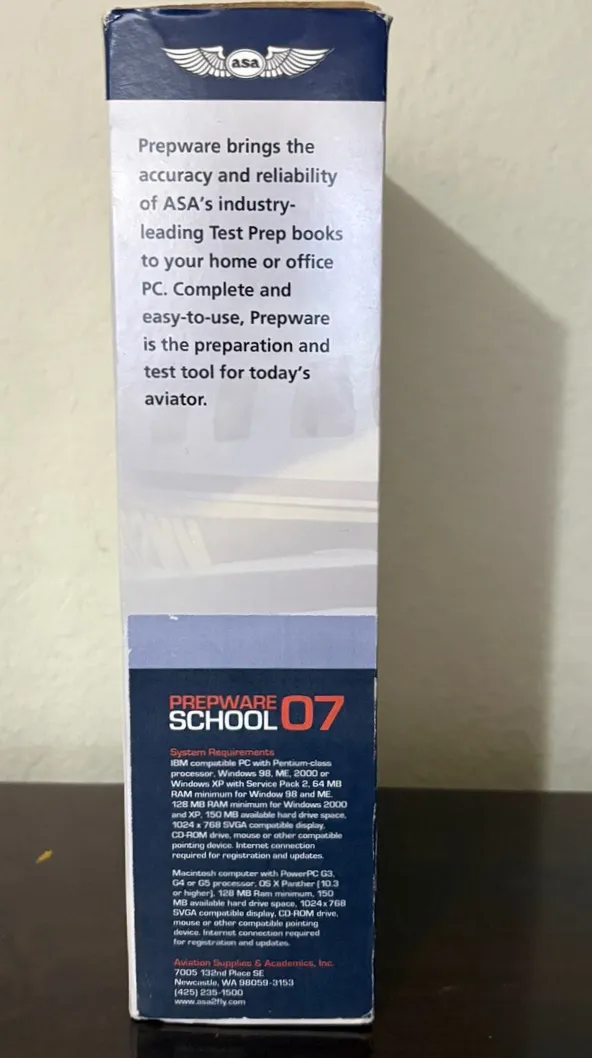 asa
Prepware brings the
accuracy and reliability
of ASA's industry-
leading Test Prep books
to your home or office
PC. Complete and
easy-to-use, Prepware
is the preparation and
test tool for today's
aviator.
PREPWARE
SCHOOL 07
System Requirements
IBM compatible PC with Pentium-class
processor, Windows 98, ME, 2000 or
Windows XP with Service Pack 2, 64 MB
RAM minimum for Window 98 and ME.
128 MB RAM minimum for Windows 2000
and XP, 150 MB available hard drive space,
1024 x 768 SVGA compatible display,
CD-ROM drive, mouse or other compatible
pointing device. Internet connection
required for registration and updates.
Macintosh computer with PowerPC G3,
G4 or G5 processor, OS X Panther (10.3
or higher), 128 MB Ram minimum, 150
MB available hard drive space, 1024x768
SVGA compatible display, CD-ROM drive,
mouse or other compatible pointing
device. Internet connection required
for registration and updates.
Aviation Supplies & Academics, Inc.
7005 132nd Place SE
Newcastle, WA 98059-3153
(425) 235-1500
www.asa2fly.com